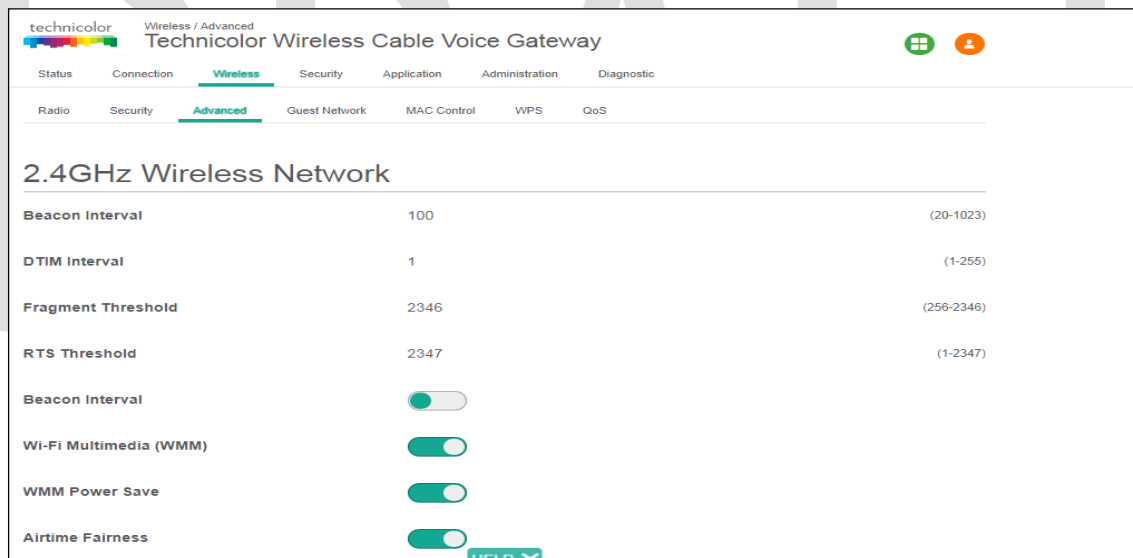 technicolor
Wireless / Advanced
Technicolor Wireless Cable Voice Gateway
Status Connection Wireless Security Application Administration Diagnostic
Radio Security Advanced Guest Network MAC Control WPS QoS
2.4GHz Wireless Network
Beacon Interval 100 (20-1023)
DTIM Interval 1 (1-255)
Fragment Threshold 2346 (256-2346)
RTS Threshold 2347 (1-2347)
Beacon Interval
Wi-Fi Multimedia (WMM)
WMM Power Save
Airtime Fairness
HELP